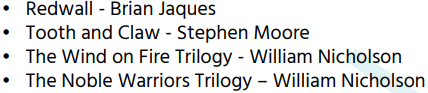 • Redwall - Brian Jaques
• Tooth and Claw - Stephen Moore
• The Wind on Fire Trilogy - William Nicholson
• The Noble Warriors Trilogy – William Nicholson